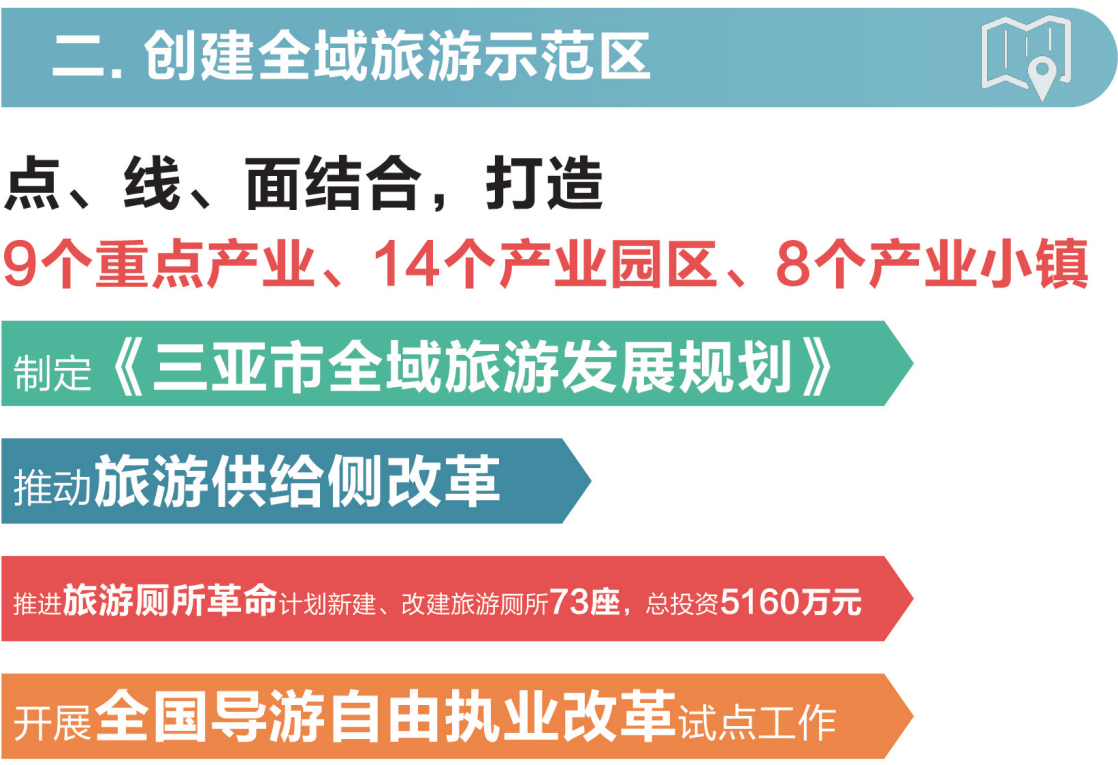 二. 创建全域旅游示范区
点、线、面结合，打造
9个重点产业、14个产业园区、8个产业小镇
制定《三亚市全域旅游发展规划》
推动旅游供给侧改革
推进旅游厕所革命计划新建、改建旅游厕所73座，总投资5160万元
开展全国导游自由执业改革试点工作